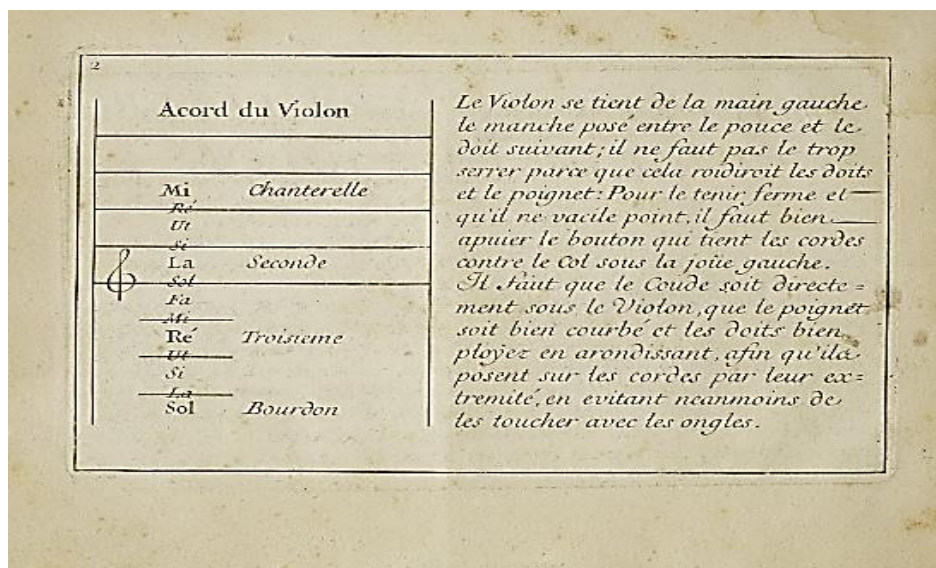 2
Acord du Violon
Mi Chanterelle
Ré
Ut
Si
La Seconde
Sol
Fa
Mi
Ré Troisieme
Ut
Si
La
Sol Bourdon
Le Violon se tient de la main gauche
le manche posé entre le pouce et le
doit suivant; il ne faut pas le trop
serrer parce que cela roidiroit les doits
et le poignet: Pour le tenir ferme et
qu'il ne vacile point, il faut bien
apuier le bouton qui tient les cordes
contre le Col sous la joüe gauche.
Il faut que le Coude soit directe=
ment sous le Violon, que le poignet
soit bien courbé et les doits bien
ployez en arondissant, afin qu'ils
posent sur les cordes par leur ex=
tremité, en evitant neanmoins de
les toucher avec les ongles.